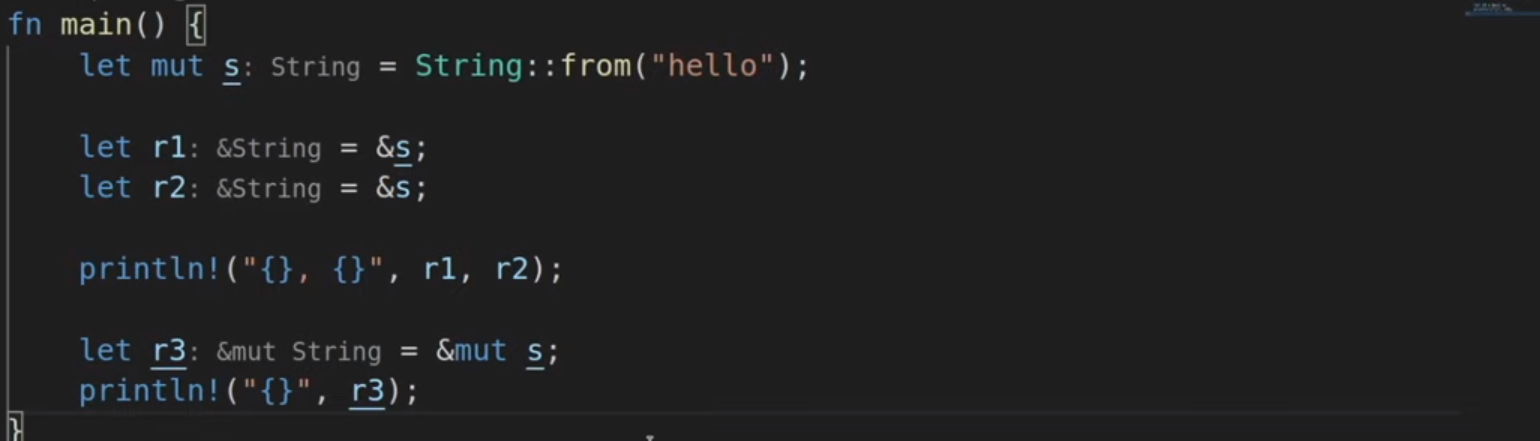 fn main() {
    let mut s: String = String::from("hello");
    let r1: &String = &s;
    let r2: &String = &s;
    println!("{}, {}", r1, r2);
    let r3: &mut String = &mut s;
    println!("{}", r3);
}